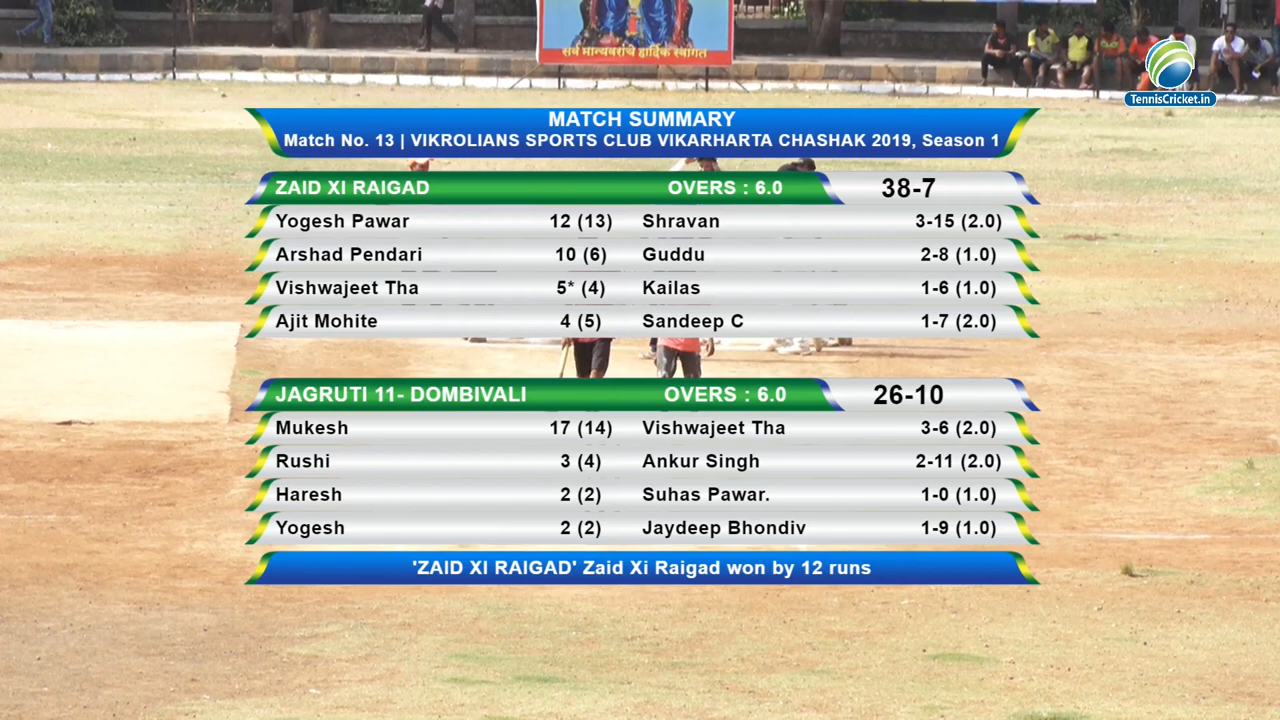 सर्व मान्यवरांचे हार्दिक स्वागत
TennisCricket.in
MATCH SUMMARY
Match No. 13 | VIKROLIANS SPORTS CLUB VIKARHARTA CHASHAK 2019, Season 1
ZAID XI RAIGAD OVERS : 6.0 38-7
Yogesh Pawar 12 (13) Shravan 3-15 (2.0)
Arshad Pendari 10 (6) Guddu 2-8 (1.0)
Vishwajeet Tha 5* (4) Kailas 1-6 (1.0)
Ajit Mohite 4 (5) Sandeep C 1-7 (2.0)
JAGRUTI 11- DOMBIVALI OVERS : 6.0 26-10
Mukesh 17 (14) Vishwajeet Tha 3-6 (2.0)
Rushi 3 (4) Ankur Singh 2-11 (2.0)
Haresh 2 (2) Suhas Pawar. 1-0 (1.0)
Yogesh 2 (2) Jaydeep Bhondiv 1-9 (1.0)
'ZAID XI RAIGAD' Zaid Xi Raigad won by 12 runs